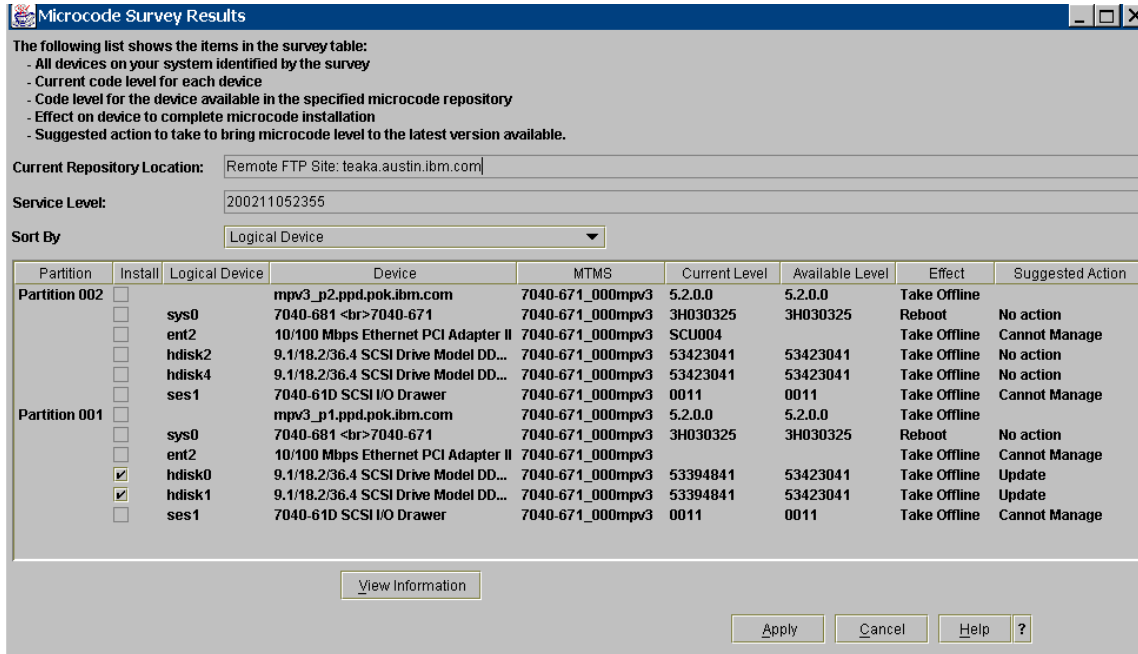 Microcode Survey Results
The following list shows the items in the survey table:
- All devices on your system identified by the survey
- Current code level for each device
- Code level for the device available in the specified microcode repository
- Effect on device to complete microcode installation
- Suggested action to take to bring microcode level to the latest version available.
Current Repository Location: Remote FTP Site: teaka.austin.ibm.com
Service Level: 200211052355
Sort By Logical Device
Partition Install Logical Device Device MTMS Current Level Available Level Effect Suggested Action
Partition 002 mpv3_p2.ppd.pok.ibm.com 7040-671_000mpv3 5.2.0.0 5.2.0.0 Take Offline
sys0 7040-681 <br>7040-671 7040-671_000mpv3 3H030325 3H030325 Reboot No action
ent2 10/100 Mbps Ethernet PCI Adapter II 7040-671_000mpv3 SCU004 Take Offline Cannot Manage
hdisk2 9.1/18.2/36.4 SCSI Drive Model DD... 7040-671_000mpv3 53423041 53423041 Take Offline No action
hdisk4 9.1/18.2/36.4 SCSI Drive Model DD... 7040-671_000mpv3 53423041 53423041 Take Offline No action
ses1 7040-61D SCSI I/O Drawer 7040-671_000mpv3 0011 0011 Take Offline Cannot Manage
Partition 001 mpv3_p1.ppd.pok.ibm.com 7040-671_000mpv3 5.2.0.0 5.2.0.0 Take Offline
sys0 7040-681 <br>7040-671 7040-671_000mpv3 3H030325 3H030325 Reboot No action
ent2 10/100 Mbps Ethernet PCI Adapter II 7040-671_000mpv3 Take Offline Cannot Manage
hdisk0 9.1/18.2/36.4 SCSI Drive Model DD... 7040-671_000mpv3 53394841 53423041 Take Offline Update
hdisk1 9.1/18.2/36.4 SCSI Drive Model DD... 7040-671_000mpv3 53394841 53423041 Take Offline Update
ses1 7040-61D SCSI I/O Drawer 7040-671_000mpv3 0011 0011 Take Offline Cannot Manage
View Information
Apply Cancel Help ?